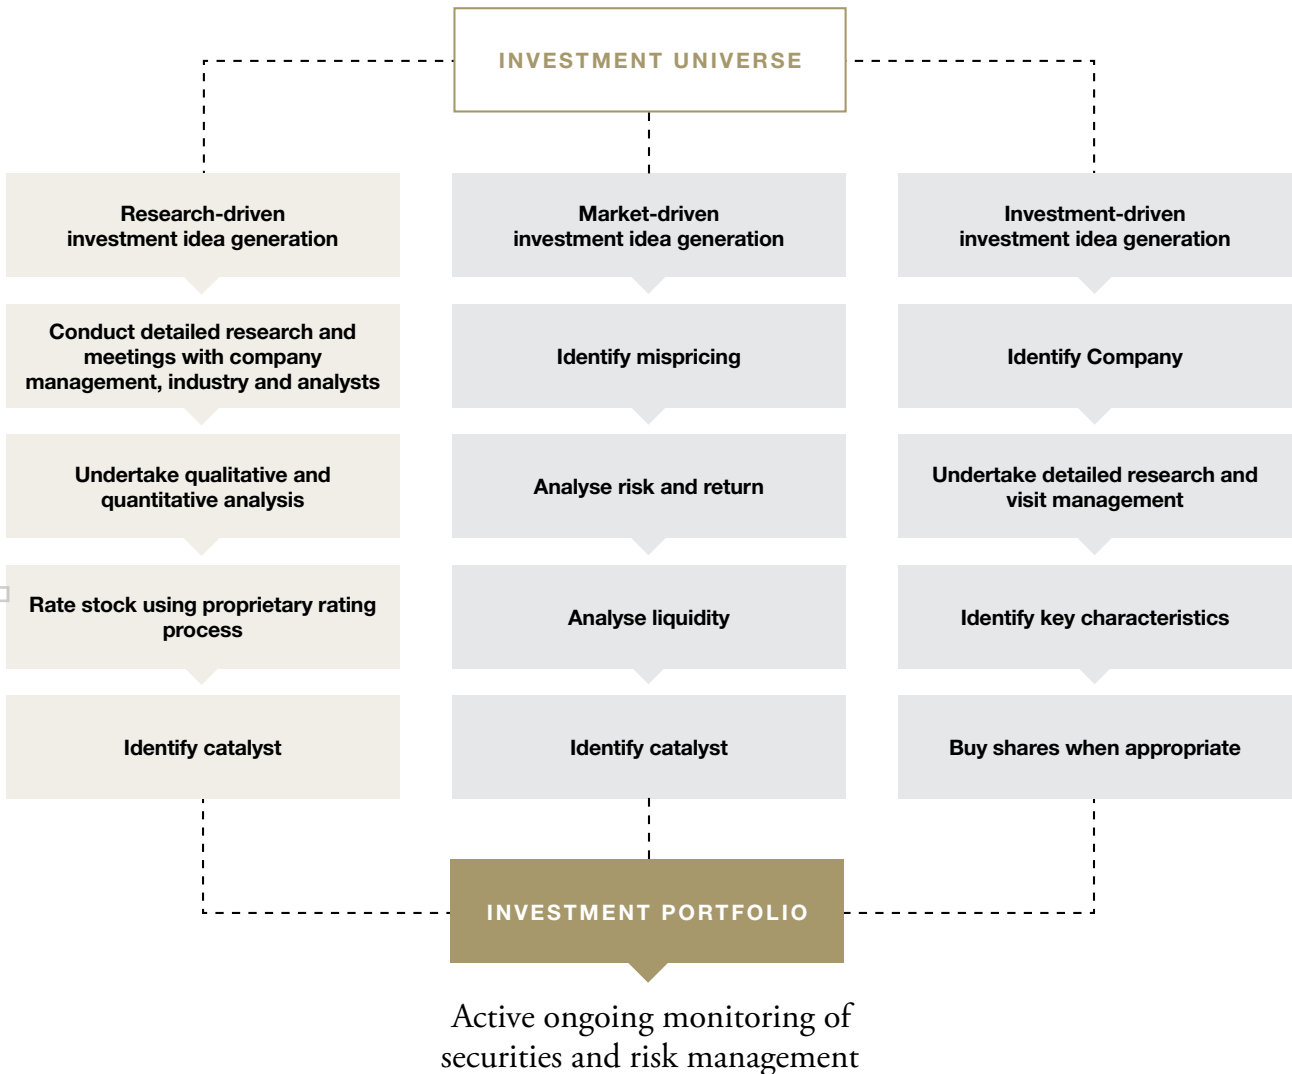 INVESTMENT UNIVERSE
Research-driven
investment idea generation
Conduct detailed research and
meetings with company
management, industry and analysts
Undertake qualitative and
quantitative analysis
Rate stock using proprietary rating
process
Identify catalyst
Market-driven
investment idea generation
Identify mispricing
Analyse risk and return
Analyse liquidity
Identify catalyst
Investment-driven
investment idea generation
Identify Company
Undertake detailed research and
visit management
Identify key characteristics
Buy shares when appropriate
INVESTMENT PORTFOLIO
Active ongoing monitoring of
securities and risk management